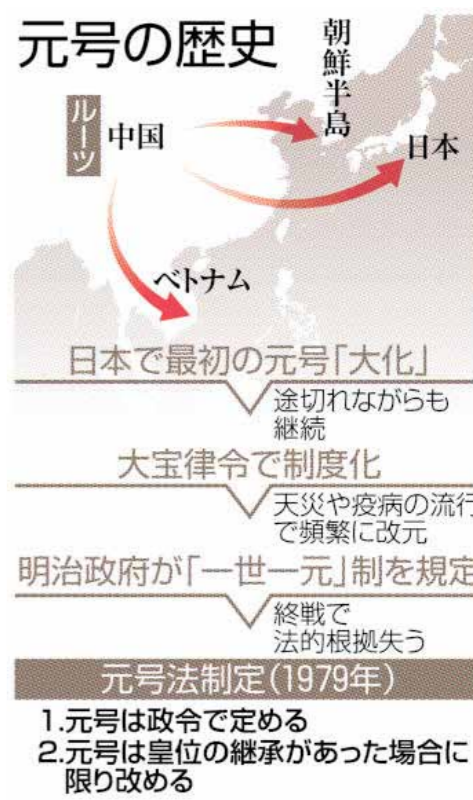 元号の歴史
朝鮮半島
ルーツ
中国
日本
ベトナム
日本で最初の元号「大化」
途切れながらも
継続
大宝律令で制度化
天災や疫病の流行
で頻繁に改元
明治政府が「一世一元」制を規定
終戦で
法的根拠失う
元号法制定(1979年)
1.元号は政令で定める
2.元号は皇位の継承があった場合に
限り改める